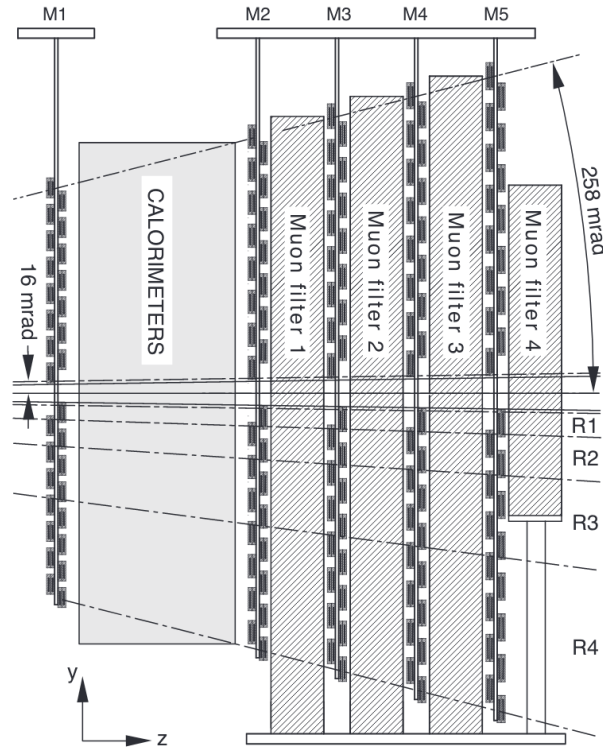 M1
M2
M3
M4
M5
CALORIMETERS
Muon filter 1
Muon filter 2
Muon filter 3
Muon filter 4
258 mrad
16 mrad
R1
R2
R3
R4
y
z